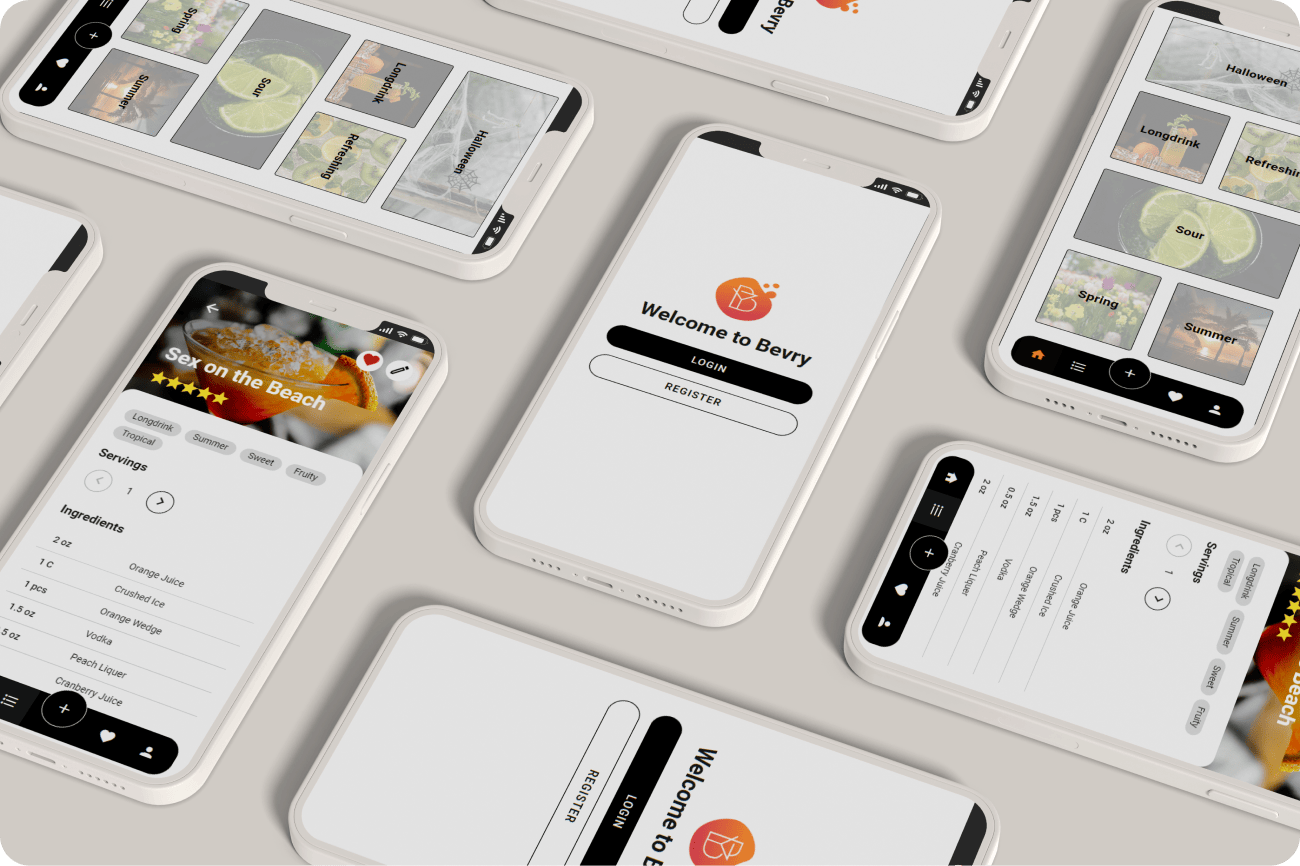 Spring
Summer
Sour
Longdrink
Refreshing
Halloween
Bevry
Halloween
Longdrink
Refreshin
Sour
Spring
Summer
Welcome to Bevry
LOGIN
REGISTER
Sex on the Beach
Longdrink
Summer
Sweet
Fruity
Tropical
Servings
1
Ingredients
2 oz
Orange Juice
1 C
Crushed Ice
1 pcs
Orange Wedge
1.5 oz
Vodka
5 oz
Peach Liquer
Cranberry Juice
Beach
Longdrink
Summer
Sweet
Fruity
Tropical
Servings
1
Ingredients
2 oz
Orange Juice
1 C
Crushed Ice
1 pcs
Orange Wedge
1.5 oz
Vodka
0.5 oz
Peach Liquer
2 oz
Cranberry Juice
Welcome to B
LOGIN
REGISTER